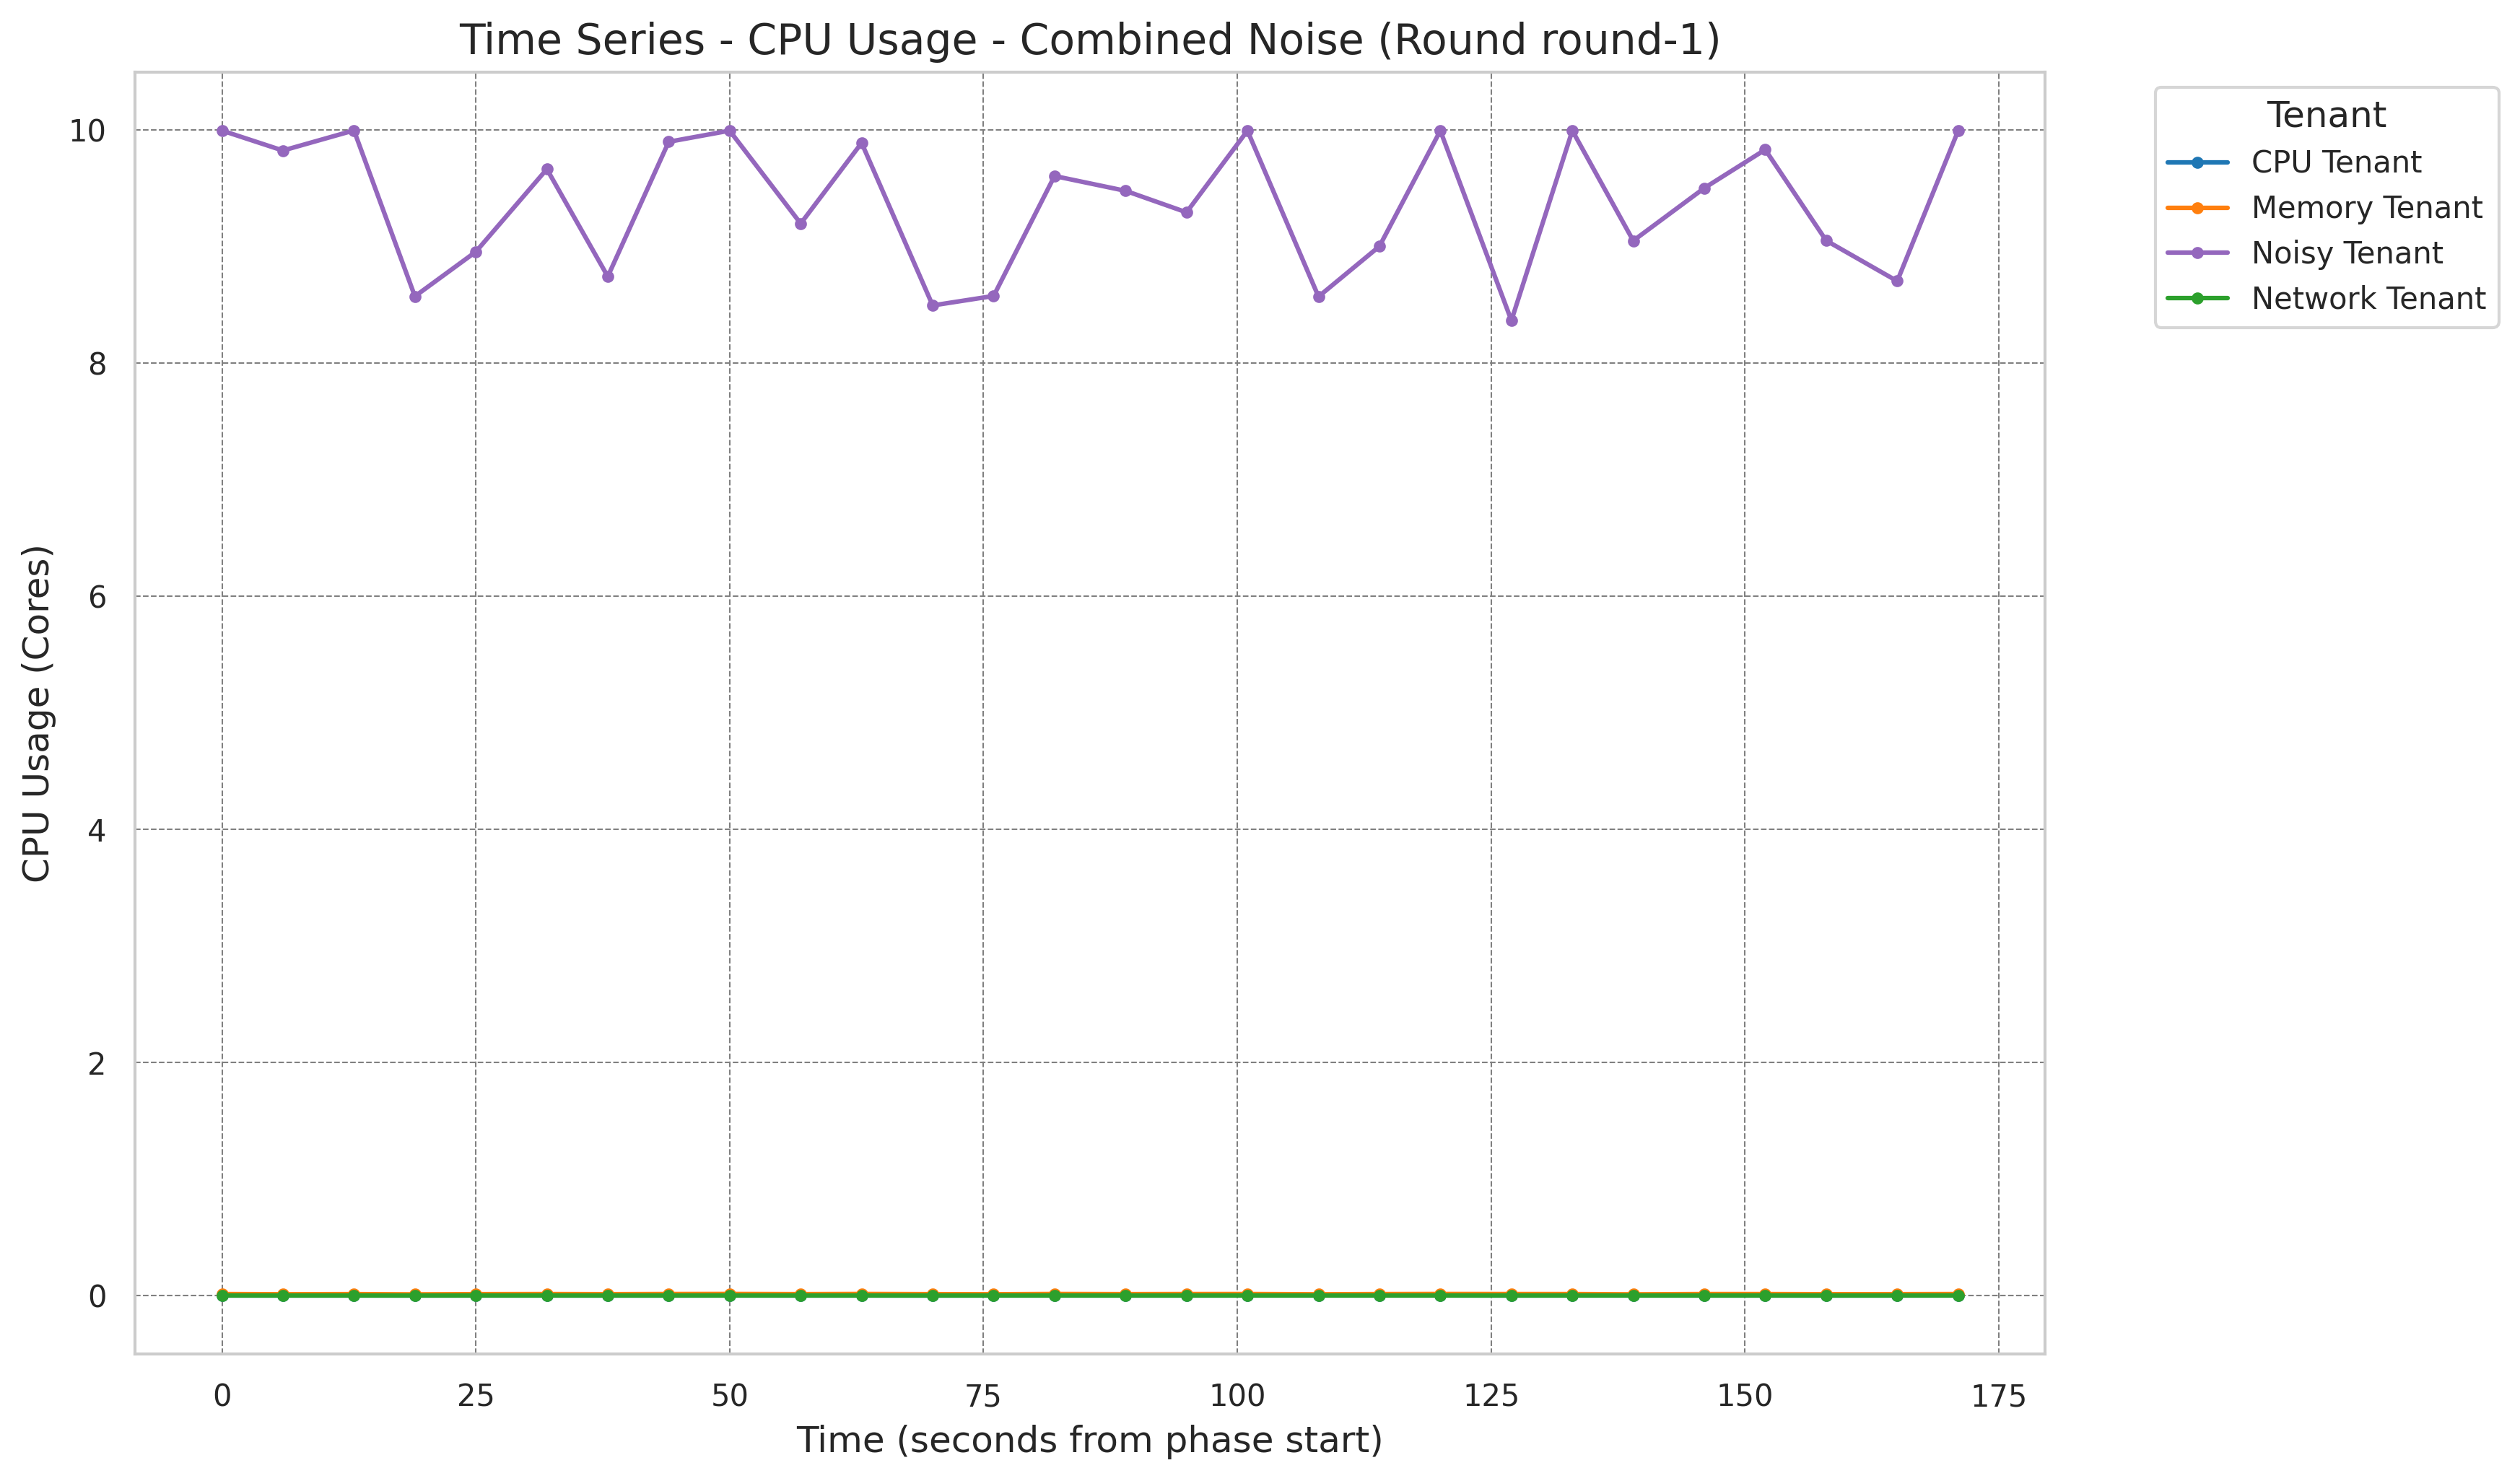 Time Series - CPU Usage - Combined Noise (Round round-1)
Tenant
CPU Tenant
Memory Tenant
Noisy Tenant
Network Tenant
CPU Usage (Cores)
10
8
6
4
2
0
0 25 50 75 100 125 150 175
Time (seconds from phase start)